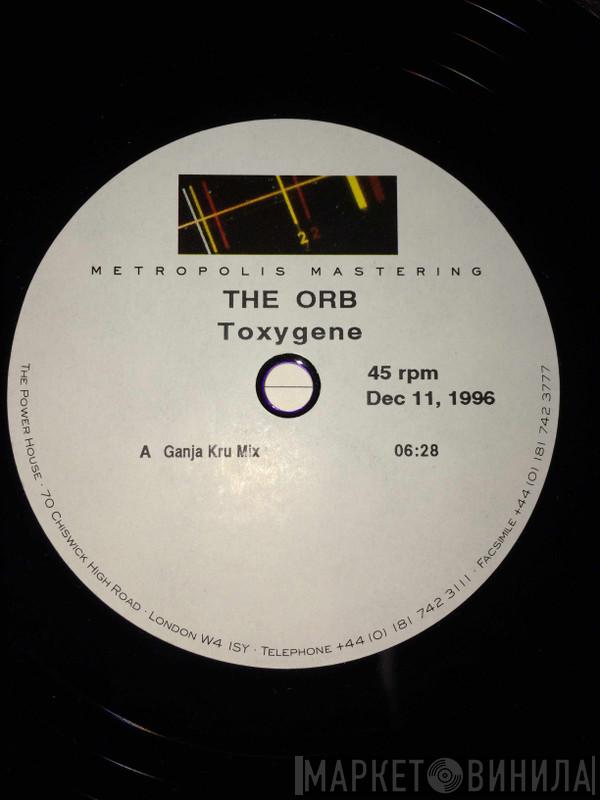 2 2
METROPOLIS MASTERING
THE ORB
Toxygene
45 rpm
Dec 11, 1996
A Ganja Kru Mix 06:28
THE POWER HOUSE · 70 CHISWICK HIGH ROAD · LONDON W4 1SY · TELEPHONE +44 (0) 181 742 3111 · FACSIMILE +44 (0) 181 742 3777
МАРКЕТ ВИНИЛА